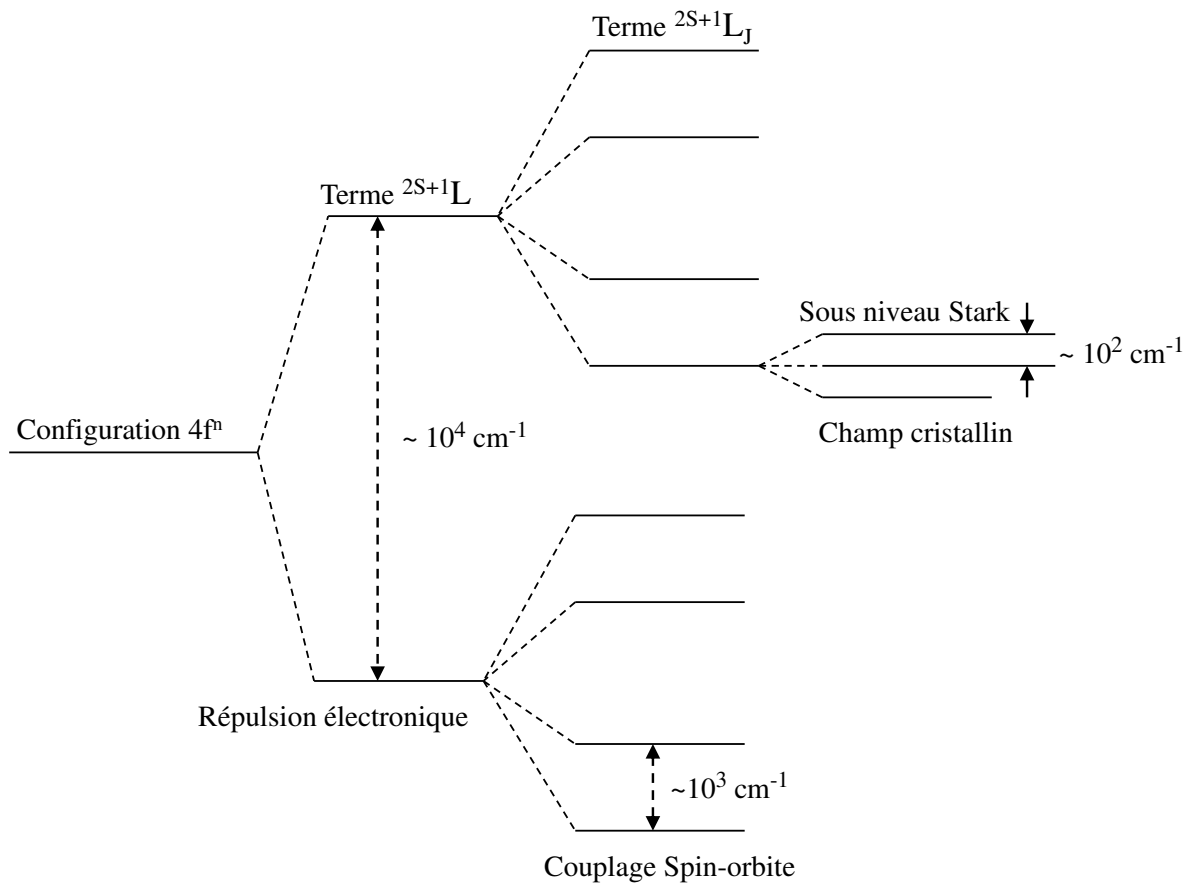 Terme ²ˢ⁺¹L_J
Terme ²ˢ⁺¹L
Sous niveau Stark
~ 10² cm⁻¹
Configuration 4fⁿ
~ 10⁴ cm⁻¹
Champ cristallin
Répulsion électronique
~10³ cm⁻¹
Couplage Spin-orbite